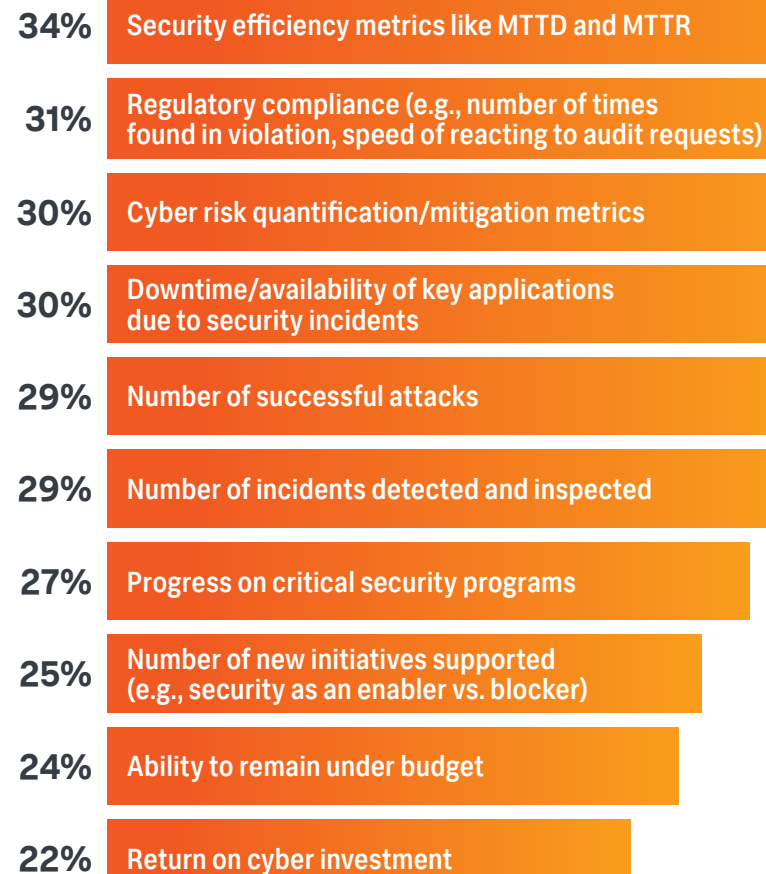 34% Security efficiency metrics like MTTD and MTTR
31% Regulatory compliance (e.g., number of times
found in violation, speed of reacting to audit requests)
30% Cyber risk quantification/mitigation metrics
30% Downtime/availability of key applications
due to security incidents
29% Number of successful attacks
29% Number of incidents detected and inspected
27% Progress on critical security programs
25% Number of new initiatives supported
(e.g., security as an enabler vs. blocker)
24% Ability to remain under budget
22% Return on cyber investment